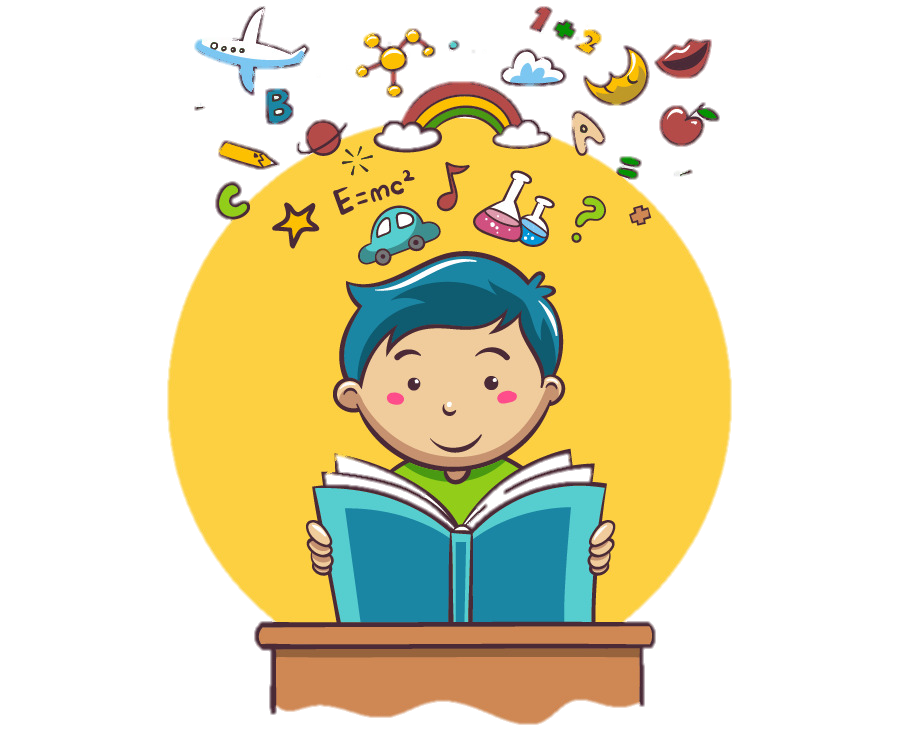 1+2
B
A
=
C
E=mc²
?
+